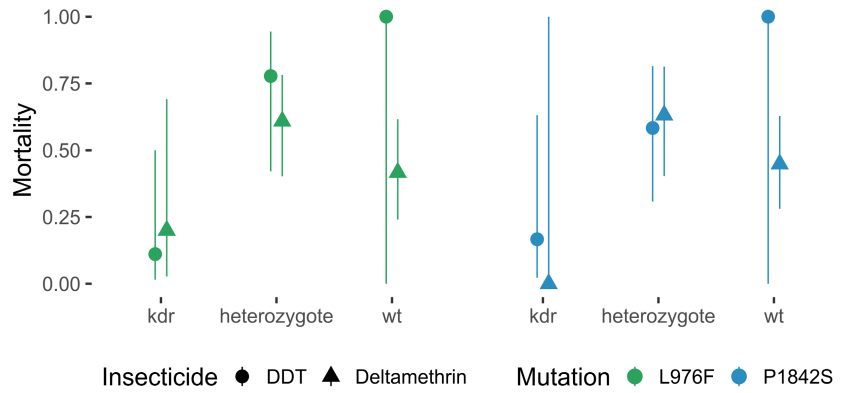 Mortality
1.00
0.75
0.50
0.25
0.00
kdr heterozygote wt kdr heterozygote wt
Insecticide DDT Deltamethrin Mutation L976F P1842S